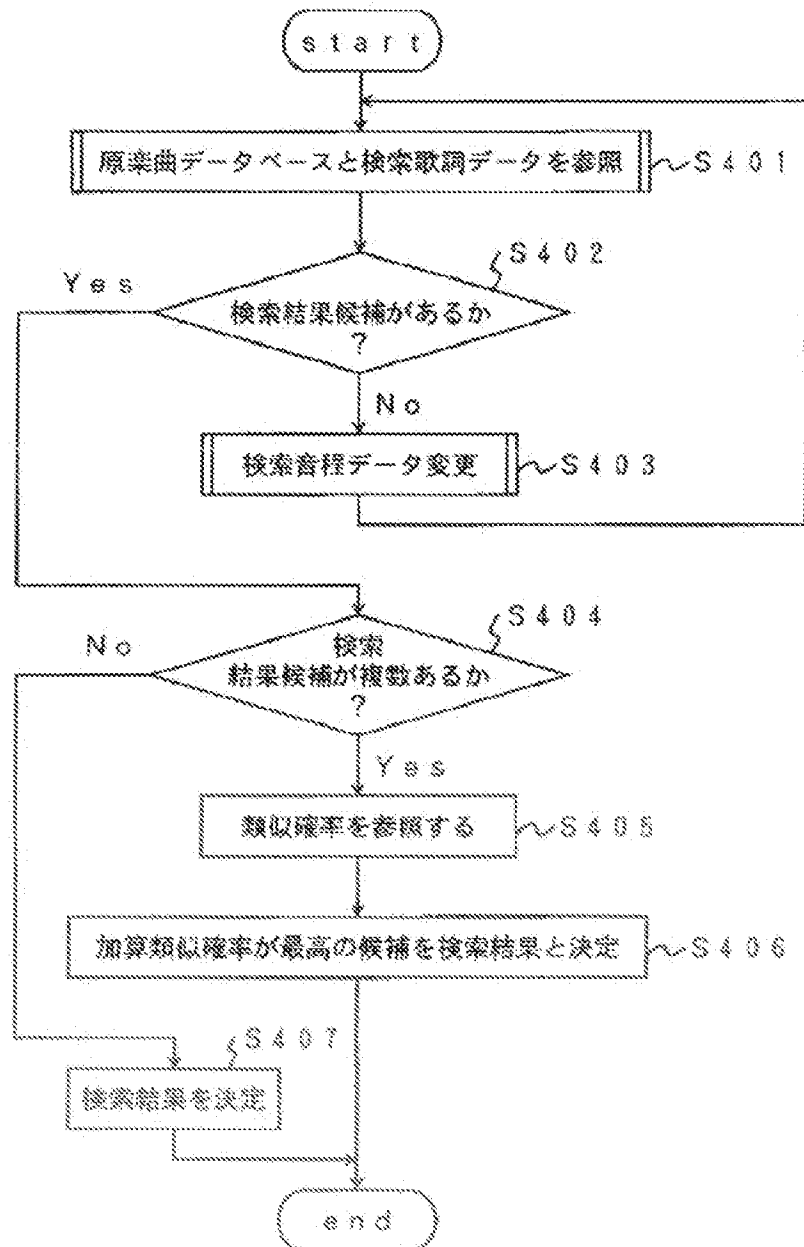 start
原楽曲データベースと検索歌詞データを参照
S401
S402
Yes
検索結果候補があるか
?
No
検索音程データ変更
S403
S404
No
検索
結果候補が複数あるか
?
Yes
類似確率を参照する
S405
加算類似確率が最高の候補を検索結果と決定
S406
S407
検索結果を決定
end